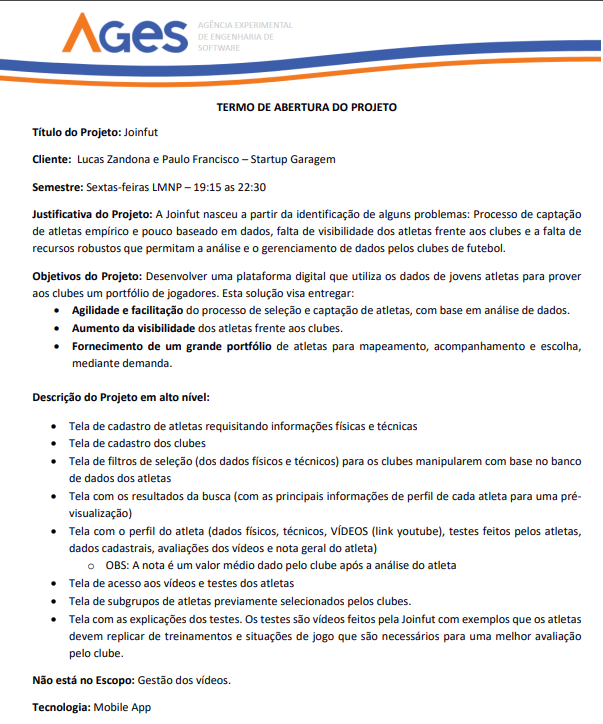 AGES
AGÊNCIA EXPERIMENTAL
DE ENGENHARIA DE
SOFTWARE
TERMO DE ABERTURA DO PROJETO
Título do Projeto: Joinfut
Cliente: Lucas Zandona e Paulo Francisco – Startup Garagem
Semestre: Sextas-feiras LMNP – 19:15 as 22:30
Justificativa do Projeto: A Joinfut nasceu a partir da identificação de alguns problemas: Processo de captação
de atletas empírico e pouco baseado em dados, falta de visibilidade dos atletas frente aos clubes e a falta de
recursos robustos que permitam a análise e o gerenciamento de dados pelos clubes de futebol.
Objetivos do Projeto: Desenvolver uma plataforma digital que utiliza os dados de jovens atletas para prover
aos clubes um portfólio de jogadores. Esta solução visa entregar:
• Agilidade e facilitação do processo de seleção e captação de atletas, com base em análise de dados.
• Aumento da visibilidade dos atletas frente aos clubes.
• Fornecimento de um grande portfólio de atletas para mapeamento, acompanhamento e escolha,
mediante demanda.
Descrição do Projeto em alto nível:
• Tela de cadastro de atletas requisitando informações físicas e técnicas
• Tela de cadastro dos clubes
• Tela de filtros de seleção (dos dados físicos e técnicos) para os clubes manipularem com base no banco
de dados dos atletas
• Tela com os resultados da busca (com as principais informações de perfil de cada atleta para uma pré-
visualização)
• Tela com o perfil do atleta (dados físicos, técnicos, VÍDEOS (link youtube), testes feitos pelos atletas,
dados cadastrais, avaliações dos vídeos e nota geral do atleta)
o OBS: A nota é um valor médio dado pelo clube após a análise do atleta
• Tela de acesso aos vídeos e testes dos atletas
• Tela de subgrupos de atletas previamente selecionados pelos clubes.
• Tela com as explicações dos testes. Os testes são vídeos feitos pela Joinfut com exemplos que os atletas
devem replicar de treinamentos e situações de jogo que são necessários para uma melhor avaliação
pelo clube.
Não está no Escopo: Gestão dos vídeos.
Tecnologia: Mobile App